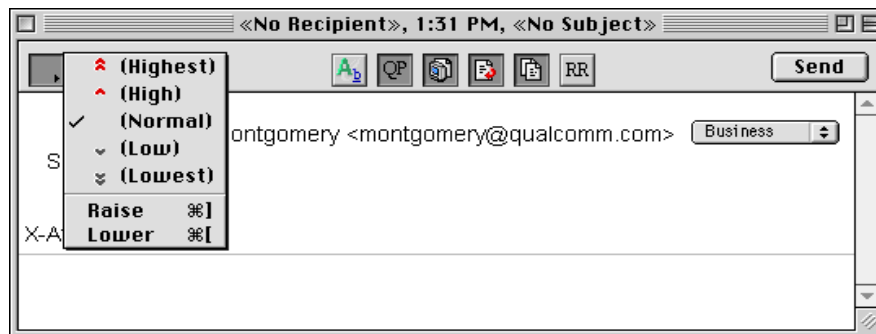 «No Recipient», 1:31 PM, «No Subject»
(Highest)
(High)
(Normal)
(Low)
(Lowest)
Raise ⌘]
Lower ⌘[
QP
RR
Send
ontgomery <montgomery@qualcomm.com>
Business
S
X-A